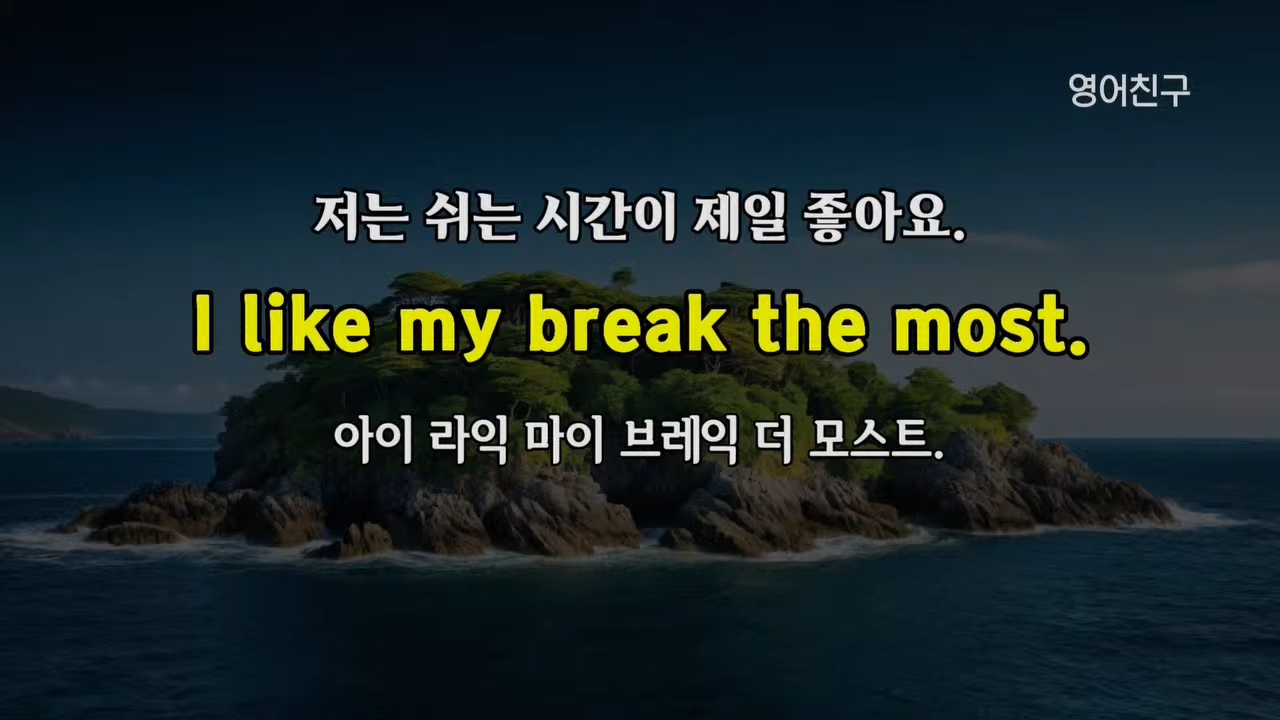 영어친구
저는 쉬는 시간이 제일 좋아요.
I like my break the most.
아이 라익 마이 브레익 더 모스트.